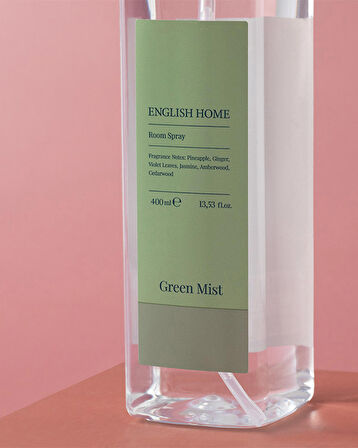 ENGLISH HOME
Room Spray
Fragrance Notes: Pineapple, Ginger,
Violet Leaves, Jasmine, Amberwood,
Cedarwood
400 ml ℮ 13,53 fl.oz.
Green Mist